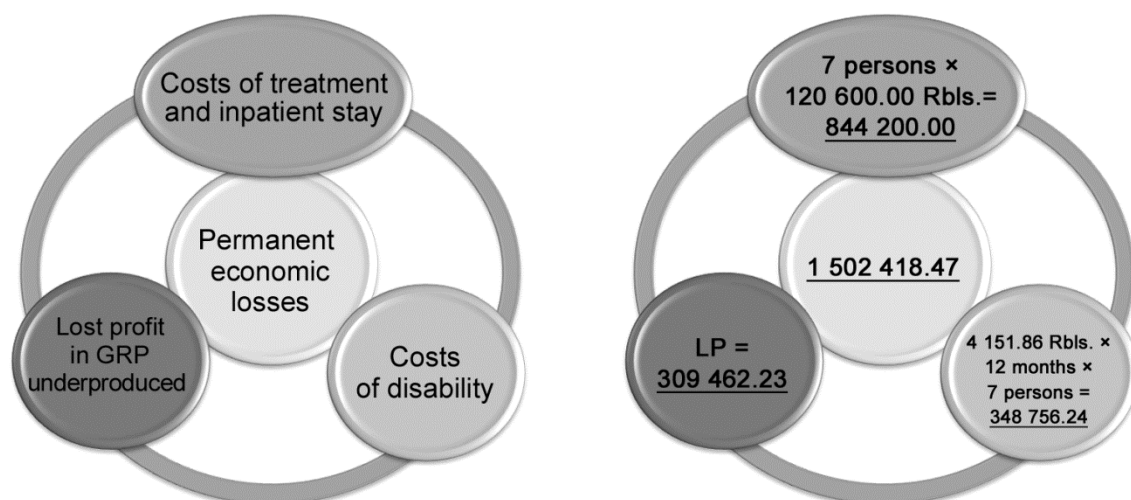 Costs of treatment
and inpatient stay
Permanent
economic
losses
Lost profit
in GRP
underproduced
Costs
of disability
7 persons ×
120 600.00 Rbls.=
844 200.00
1 502 418.47
LP =
309 462.23
4 151.86 Rbls. ×
12 months ×
7 persons =
348 756.24